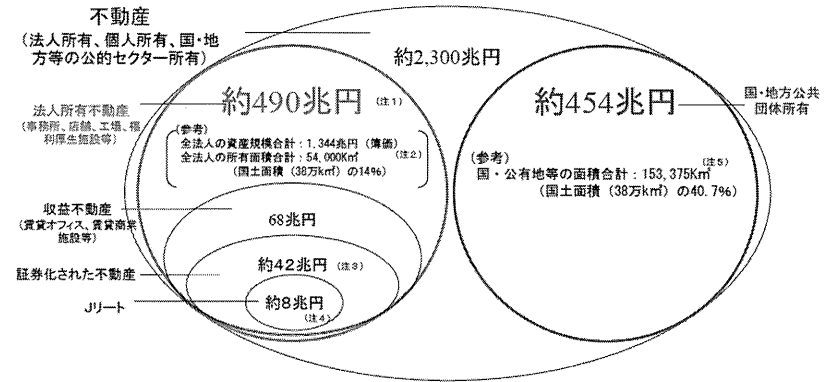 不動産
(法人所有、個人所有、国・地
方等の公的セクター所有)
約2,300兆円
法人所有不動産
(事務所、店舗、工場、福
利厚生施設等)
約490兆円 (注1)
(参考)
全法人の資産規模合計：1,344兆円 (簿価)
全法人の所有面積合計：54,000K㎡ (注2)
(国土面積 (38万k㎡) の14%)
約454兆円
国・地方公共
団体所有
(参考)
国・公有地等の面積合計：153,375K㎡ (注5)
(国土面積 (38万k㎡) の40.7%)
収益不動産
(賃貸オフィス、賃貸商業
施設等)
68兆円
証券化された不動産
約42兆円 (注3)
Jリート
約8兆円
(注4)